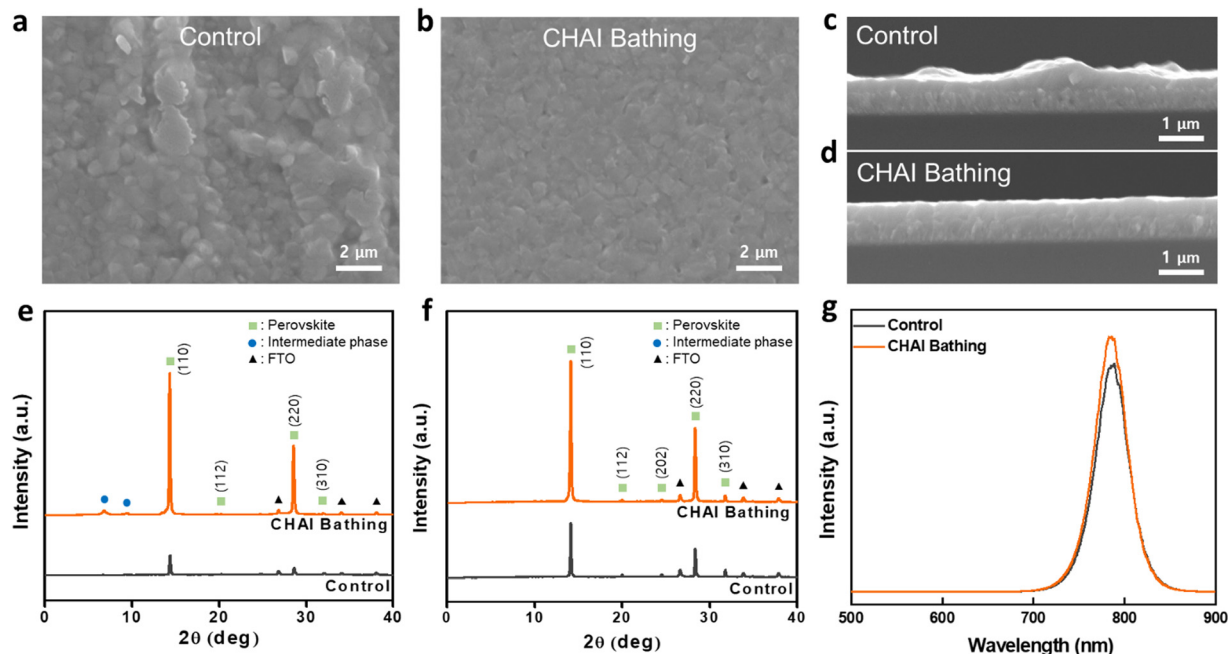 a
Control
2 μm
b
CHAI Bathing
2 μm
c
Control
1 μm
d
CHAI Bathing
1 μm
e
Intensity (a.u.)
: Perovskite
: Intermediate phase
: FTO
(110)
(112)
(220)
(310)
CHAI Bathing
Control
0
10
20
30
40
2θ (deg)
f
Intensity (a.u.)
: Perovskite
: Intermediate phase
: FTO
(110)
(112)
(202)
(220)
(310)
CHAI Bathing
Control
0
10
20
30
40
2θ (deg)
g
Intensity (a.u.)
Control
CHAI Bathing
500
600
700
800
900
Wavelength (nm)